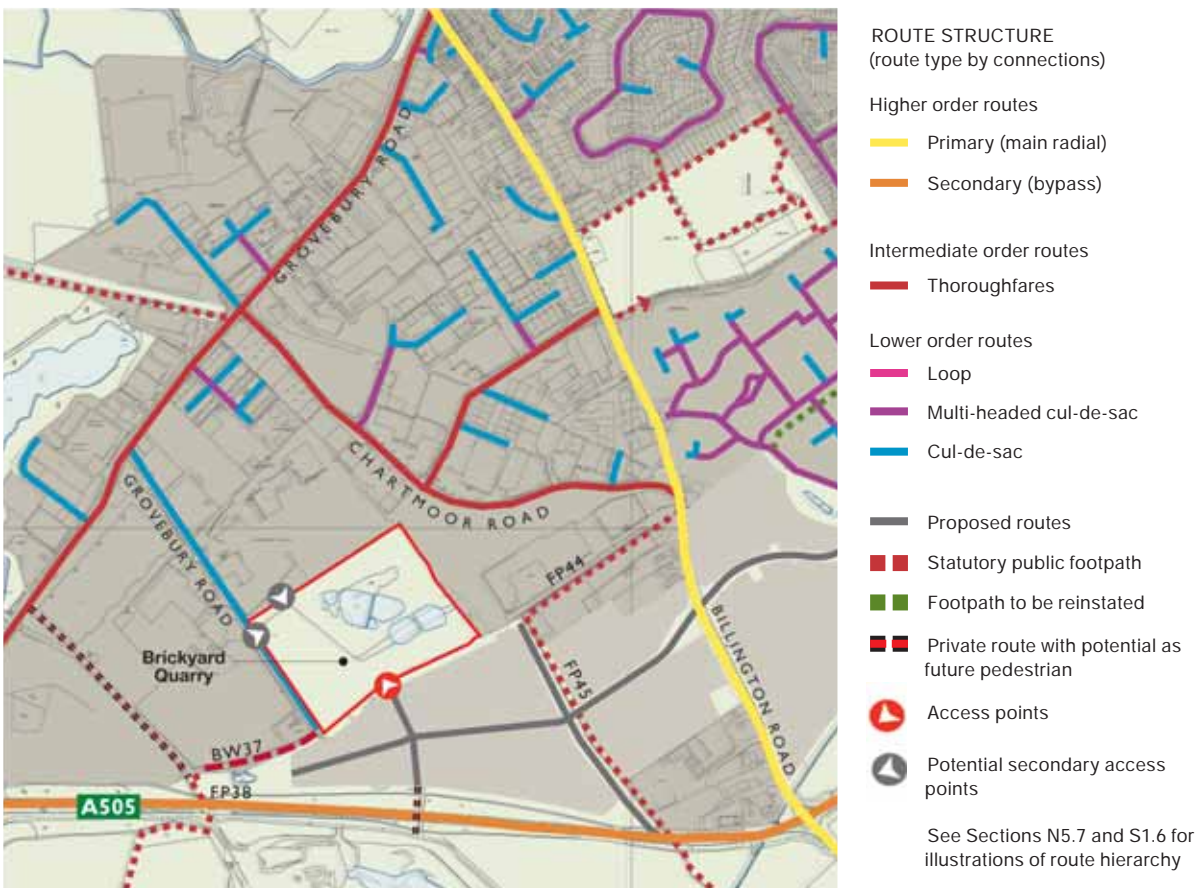 GROVEBURY ROAD
CHARTMOOR ROAD
GROVEBURY ROAD
FP44
Brickyard
Quarry
FP45
BILLINGTON ROAD
BW37
FP38
A505
ROUTE STRUCTURE
(route type by connections)
Higher order routes
Primary (main radial)
Secondary (bypass)
Intermediate order routes
Thoroughfares
Lower order routes
Loop
Multi-headed cul-de-sac
Cul-de-sac
Proposed routes
Statutory public footpath
Footpath to be reinstated
Private route with potential as
future pedestrian
Access points
Potential secondary access
points
See Sections N5.7 and S1.6 for
illustrations of route hierarchy